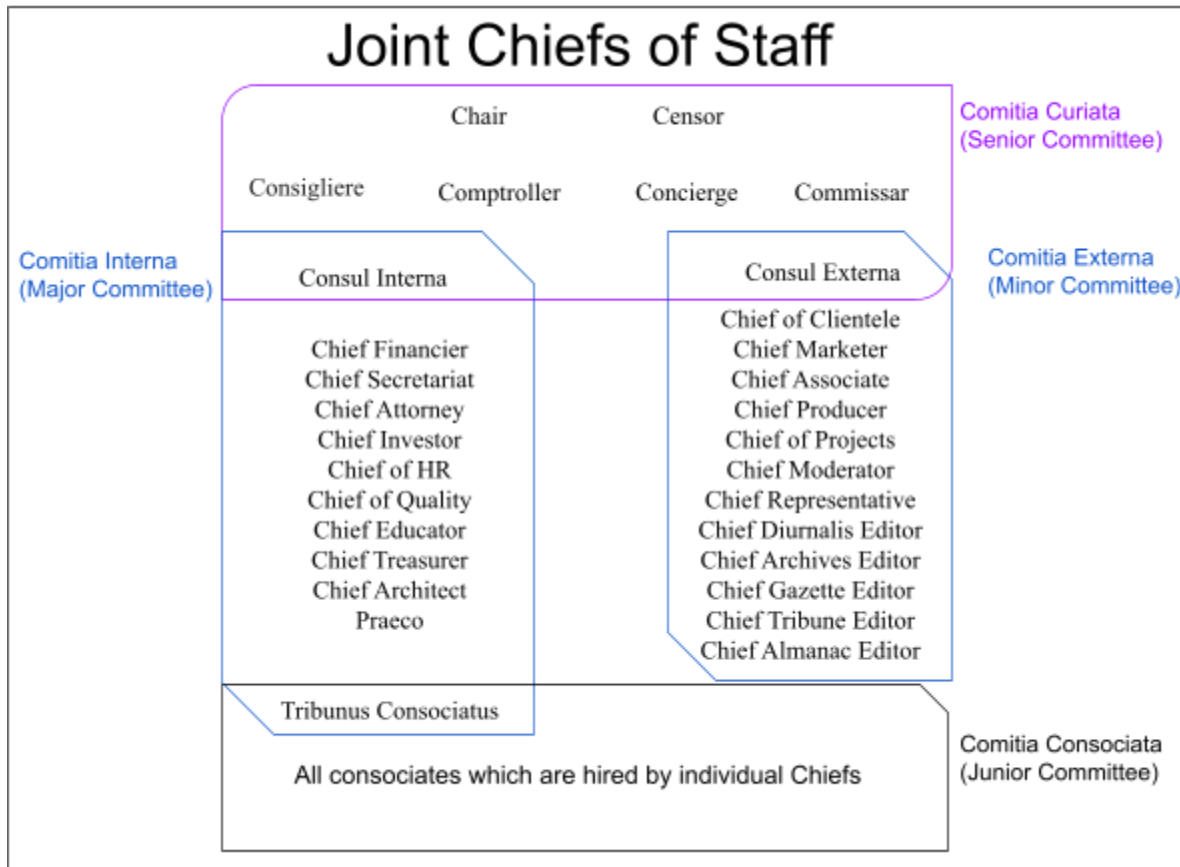 Joint Chiefs of Staff
Chair Censor
Comitia Curiata
(Senior Committee)
Consigliere Comptroller Concierge Commissar
Comitia Interna
(Major Committee)
Consul Interna
Consul Externa
Comitia Externa
(Minor Committee)
Chief Financier
Chief Secretariat
Chief Attorney
Chief Investor
Chief of HR
Chief of Quality
Chief Educator
Chief Treasurer
Chief Architect
Praeco
Chief of Clientele
Chief Marketer
Chief Associate
Chief Producer
Chief of Projects
Chief Moderator
Chief Representative
Chief Diurnalis Editor
Chief Archives Editor
Chief Gazette Editor
Chief Tribune Editor
Chief Almanac Editor
Tribunus Consociatus
All consociates which are hired by individual Chiefs
Comitia Consociata
(Junior Committee)